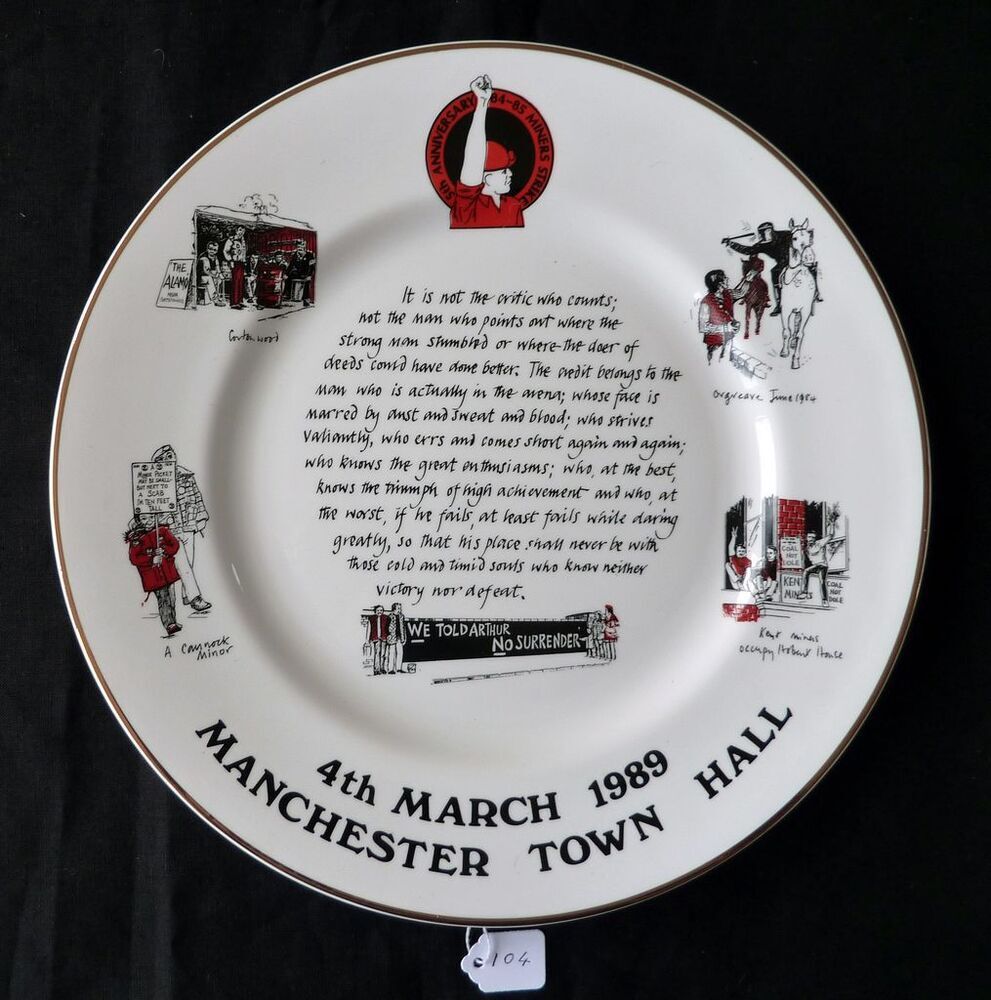 5th ANNIVERSARY 84-85 MINERS STRIKE
THE
ALAMO
Cortonwood
Orgreave June 1984
It is not the critic who counts;
not the man who points out where the
strong man stumbled or where the doer of
deeds could have done better. The credit belongs to the
man who is actually in the arena; whose face is
marred by dust and sweat and blood; who strives
valiantly, who errs and comes short again and again;
who knows the great enthusiasms; who, at the best,
knows the triumph of high achievement and who, at
the worst, if he fails, at least fails while daring
greatly, so that his place shall never be with
those cold and timid souls who know neither
victory nor defeat.
A
MINERS POCKET
MAY BE SMALL
BUT NEXT TO
A SCAB
I'M TEN FEET
TALL
A Cannock
Minor
COAL
NOT
DOLE
KENT
MINERS
COAL
NOT
DOLE
Kent miners
occupy Hobart House
WE TOLD ARTHUR
NO SURRENDER
4th MARCH 1989
MANCHESTER TOWN HALL
104